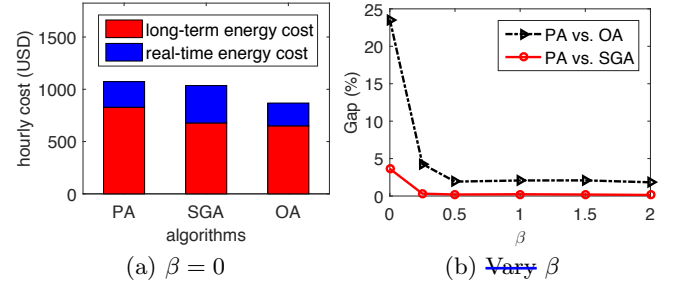 long-term energy cost
real-time energy cost
hourly cost (USD)
1500
1000
500
0
PA SGA OA
algorithms
(a) β = 0
PA vs. OA
PA vs. SGA
Gap (%)
25
20
15
10
5
0
0 0.5 1 1.5 2
β
(b) Vary β